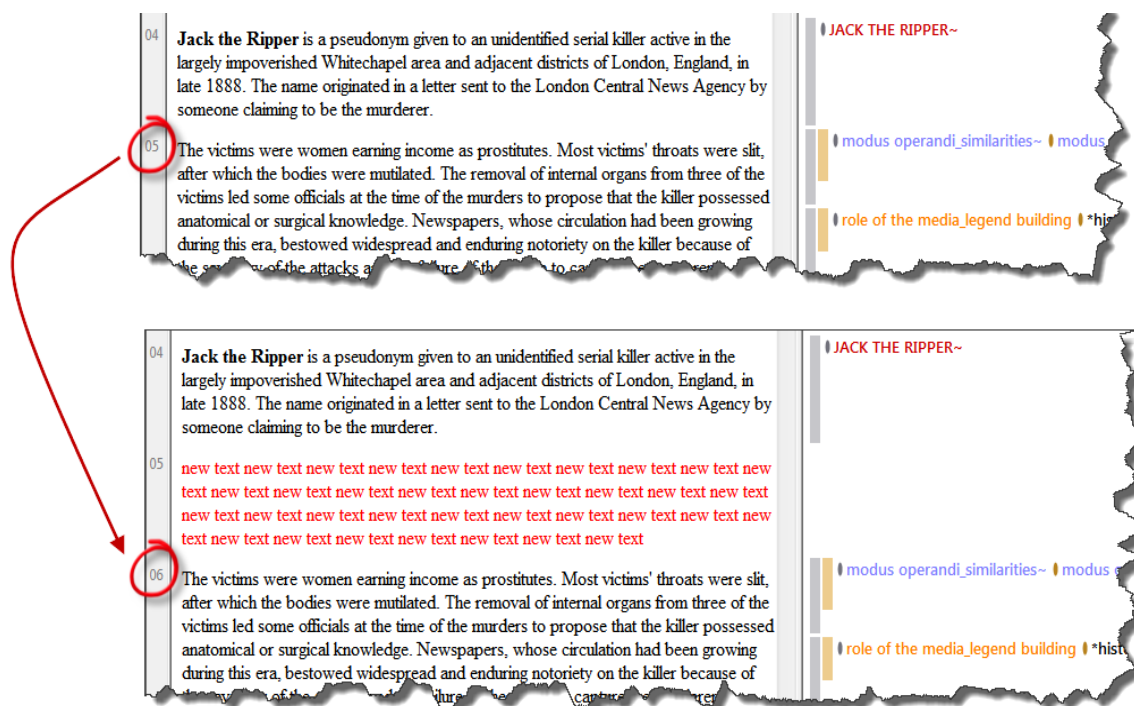 04
Jack the Ripper is a pseudonym given to an unidentified serial killer active in the
largely impoverished Whitechapel area and adjacent districts of London, England, in
late 1888. The name originated in a letter sent to the London Central News Agency by
someone claiming to be the murderer.
JACK THE RIPPER~
05
The victims were women earning income as prostitutes. Most victims' throats were slit,
after which the bodies were mutilated. The removal of internal organs from three of the
victims led some officials at the time of the murders to propose that the killer possessed
anatomical or surgical knowledge. Newspapers, whose circulation had been growing
during this era, bestowed widespread and enduring notoriety on the killer because of
of the attacks
modus operandi_similarities~ modus
role of the media_legend building *his
04
Jack the Ripper is a pseudonym given to an unidentified serial killer active in the
largely impoverished Whitechapel area and adjacent districts of London, England, in
late 1888. The name originated in a letter sent to the London Central News Agency by
someone claiming to be the murderer.
JACK THE RIPPER~
05
new text new text new text new text new text new text new text new text new text new
text new text new text new text new text new text new text new text new text new text
new text new text new text new text new text new text new text new text new text new
text new text new text new text new text new text new text new text
06
The victims were women earning income as prostitutes. Most victims' throats were slit,
after which the bodies were mutilated. The removal of internal organs from three of the
victims led some officials at the time of the murders to propose that the killer possessed
anatomical or surgical knowledge. Newspapers, whose circulation had been growing
during this era, bestowed widespread and enduring notoriety on the killer because of
modus operandi_similarities~ modus
role of the media_legend building *hist